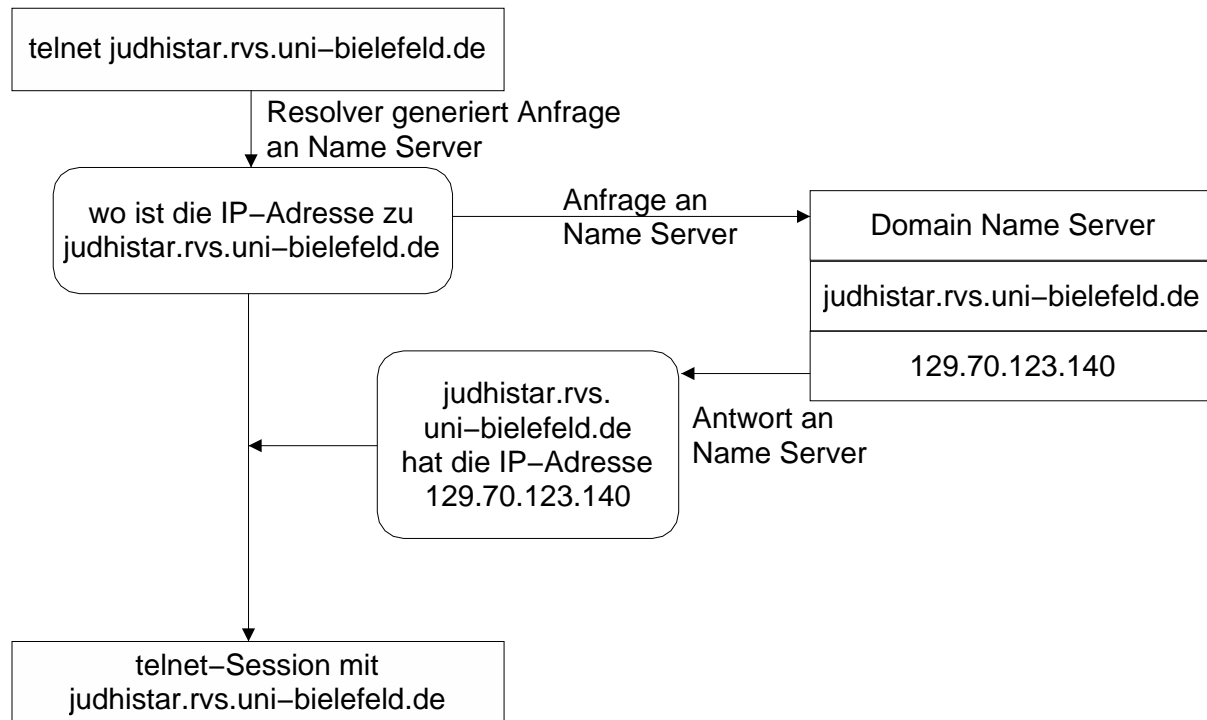 telnet judhistar.rvs.uni−bielefeld.de
Resolver generiert Anfrage
an Name Server
wo ist die IP−Adresse zu
judhistar.rvs.uni−bielefeld.de
Anfrage an
Name Server
Domain Name Server
judhistar.rvs.uni−bielefeld.de
129.70.123.140
Antwort an
Name Server
judhistar.rvs.
uni−bielefeld.de
hat die IP−Adresse
129.70.123.140
telnet−Session mit
judhistar.rvs.uni−bielefeld.de